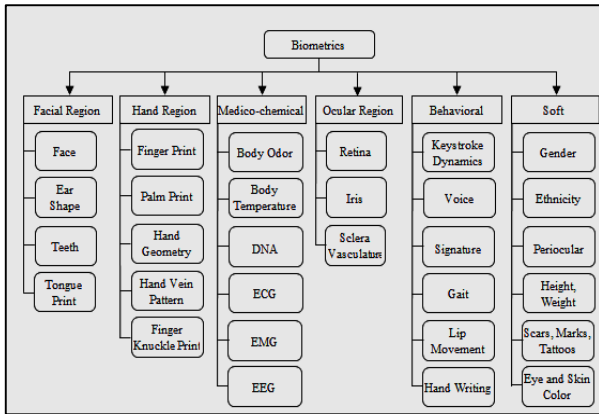 Biometrics
Facial Region
Hand Region
Medico-chemical
Ocular Region
Behavioral
Soft
Face
Ear
Shape
Teeth
Tongue
Print
Finger Print
Palm Print
Hand
Geometry
Hand Vein
Pattern
Finger
Knuckle Print
Body Odor
Body
Temperature
DNA
ECG
EMG
EEG
Retina
Iris
Sclera
Vasculature
Keystroke
Dynamics
Voice
Signature
Gait
Lip
Movement
Hand Writing
Gender
Ethnicity
Periocular
Height,
Weight
Scars, Marks,
Tattoos
Eye and Skin
Color